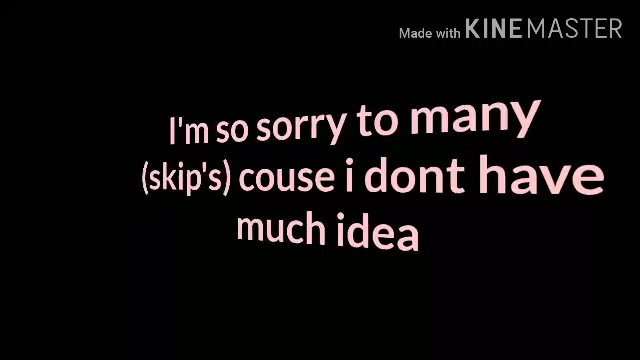 Made with KINEMASTER
I'm so sorry to many
(skip's) couse i dont have
much idea